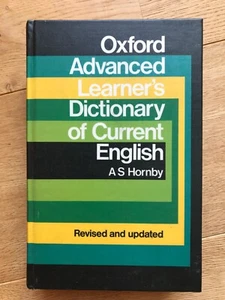 Oxford
Advanced
Learner's
Dictionary
of Current
English
A S Hornby
Revised and updated